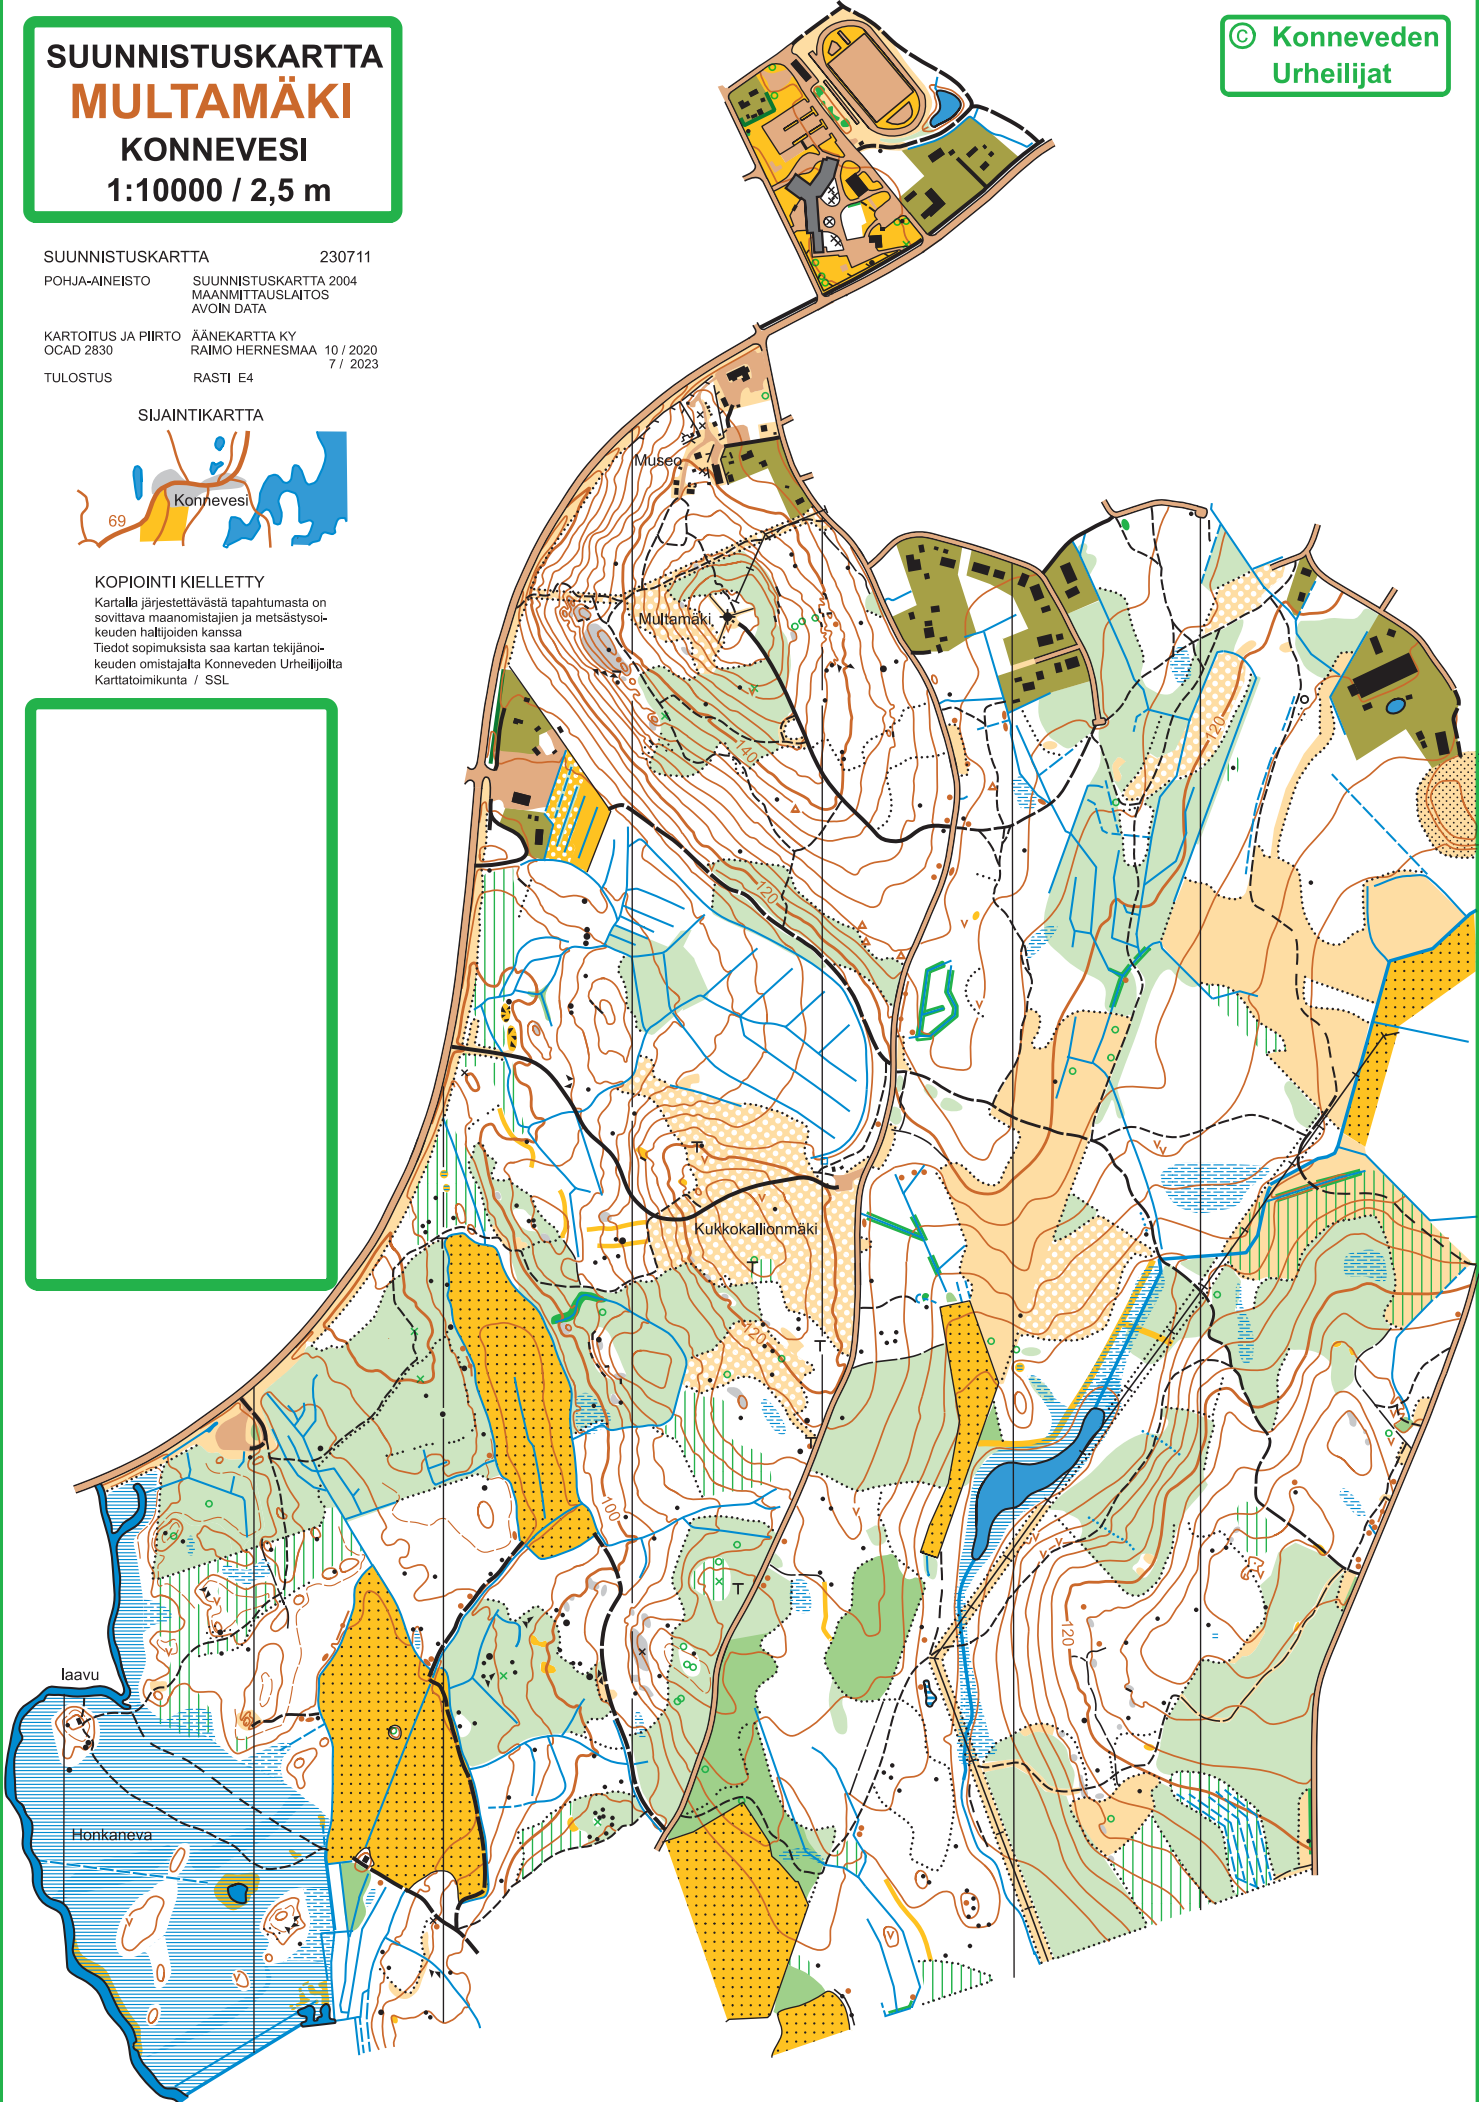 SUUNNISTUSKARTTA
MULTAMÄKI
KONNEVESI
1:10000 / 2,5 m
© Konneveden
Urheilijat
SUUNNISTUSKARTTA 230711
POHJA-AINEISTO SUUNNISTUSKARTTA 2004
MAANMITTAUSLAITOS
AVOIN DATA
KARTOITUS JA PIIRTO ÄÄNEKARTTA KY
OCAD 2830 RAIMO HERNESMAA 10 / 2020
7 / 2023
TULOSTUS RASTI E4
SIJAINTIKARTTA
Konnevesi
69
KOPIOINTI KIELLETTY
Kartalla järjestettävästä tapahtumasta on
sovittava maanomistajien ja metsästysoi-
keuden haltijoiden kanssa
Tiedot sopimuksista saa kartan tekijänoi-
keuden omistajalta Konneveden Urheilijoilta
Karttatoimikunta / SSL
Museo
Multamäki
140
120
120
Kukkokallionmäki
120
100
120
laavu
Honkaneva